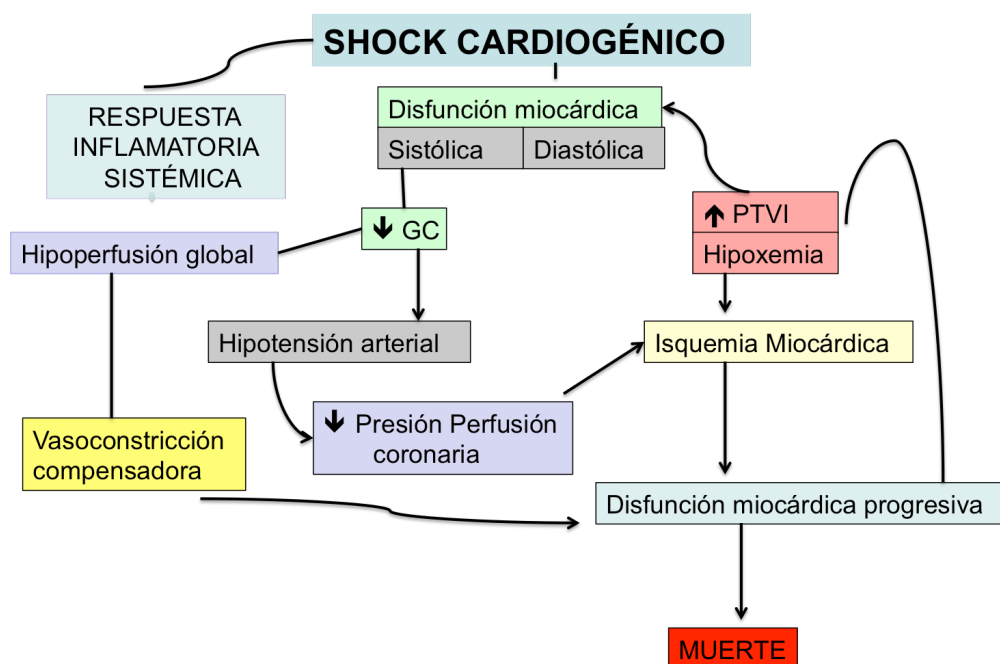 SHOCK CARDIOGÉNICO
RESPUESTA
INFLAMATORIA
SISTÉMICA
Disfunción miocárdica
Sistólica
Diastólica
↓ GC
↑ PTVI
Hipoxemia
Hipoperfusión global
Hipotensión arterial
Isquemia Miocárdica
↓ Presión Perfusión
coronaria
Vasoconstricción
compensadora
Disfunción miocárdica progresiva
MUERTE